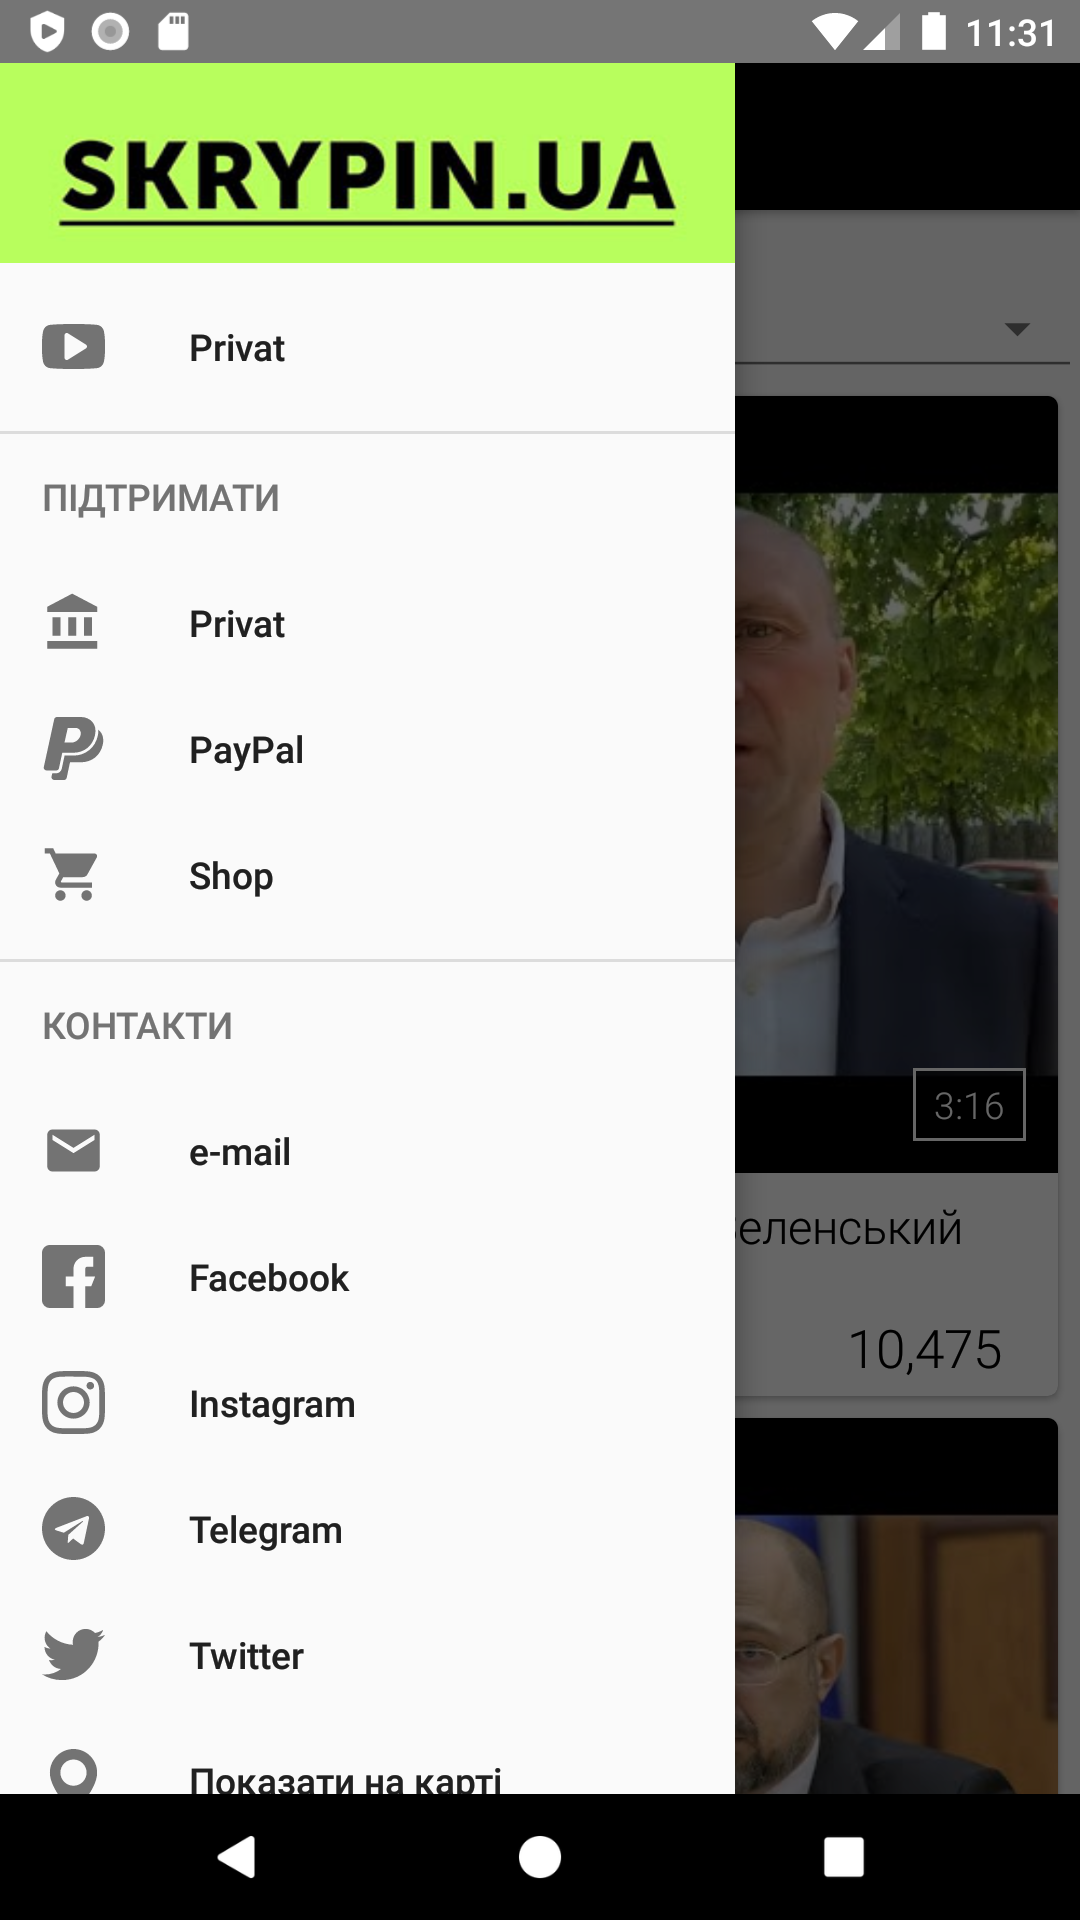 11:31
SKRYPIN.UA
Privat
ПІДТРИМАТИ
Privat
PayPal
Shop
КОНТАКТИ
e-mail
3:16
Facebook
еленський
10,475
Instagram
Telegram
Twitter
Показати на карті